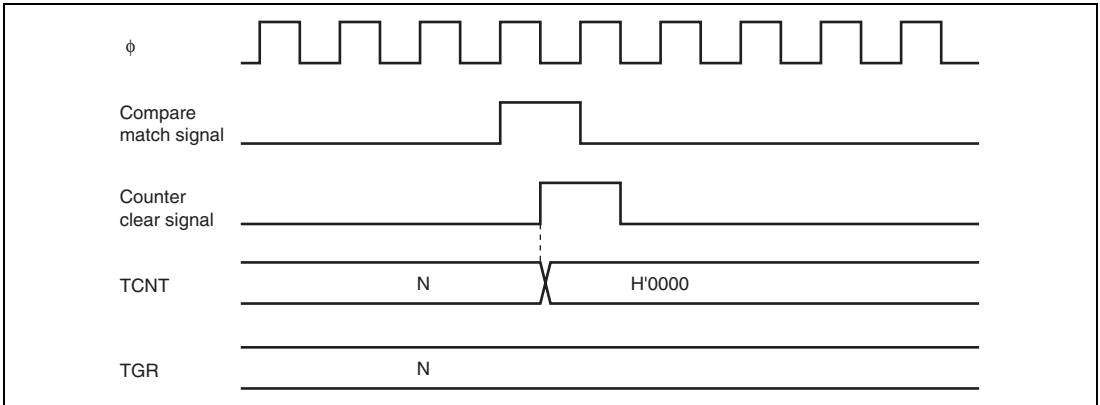 ϕ
Compare
match signal
Counter
clear signal
TCNT
N
H'0000
TGR
N